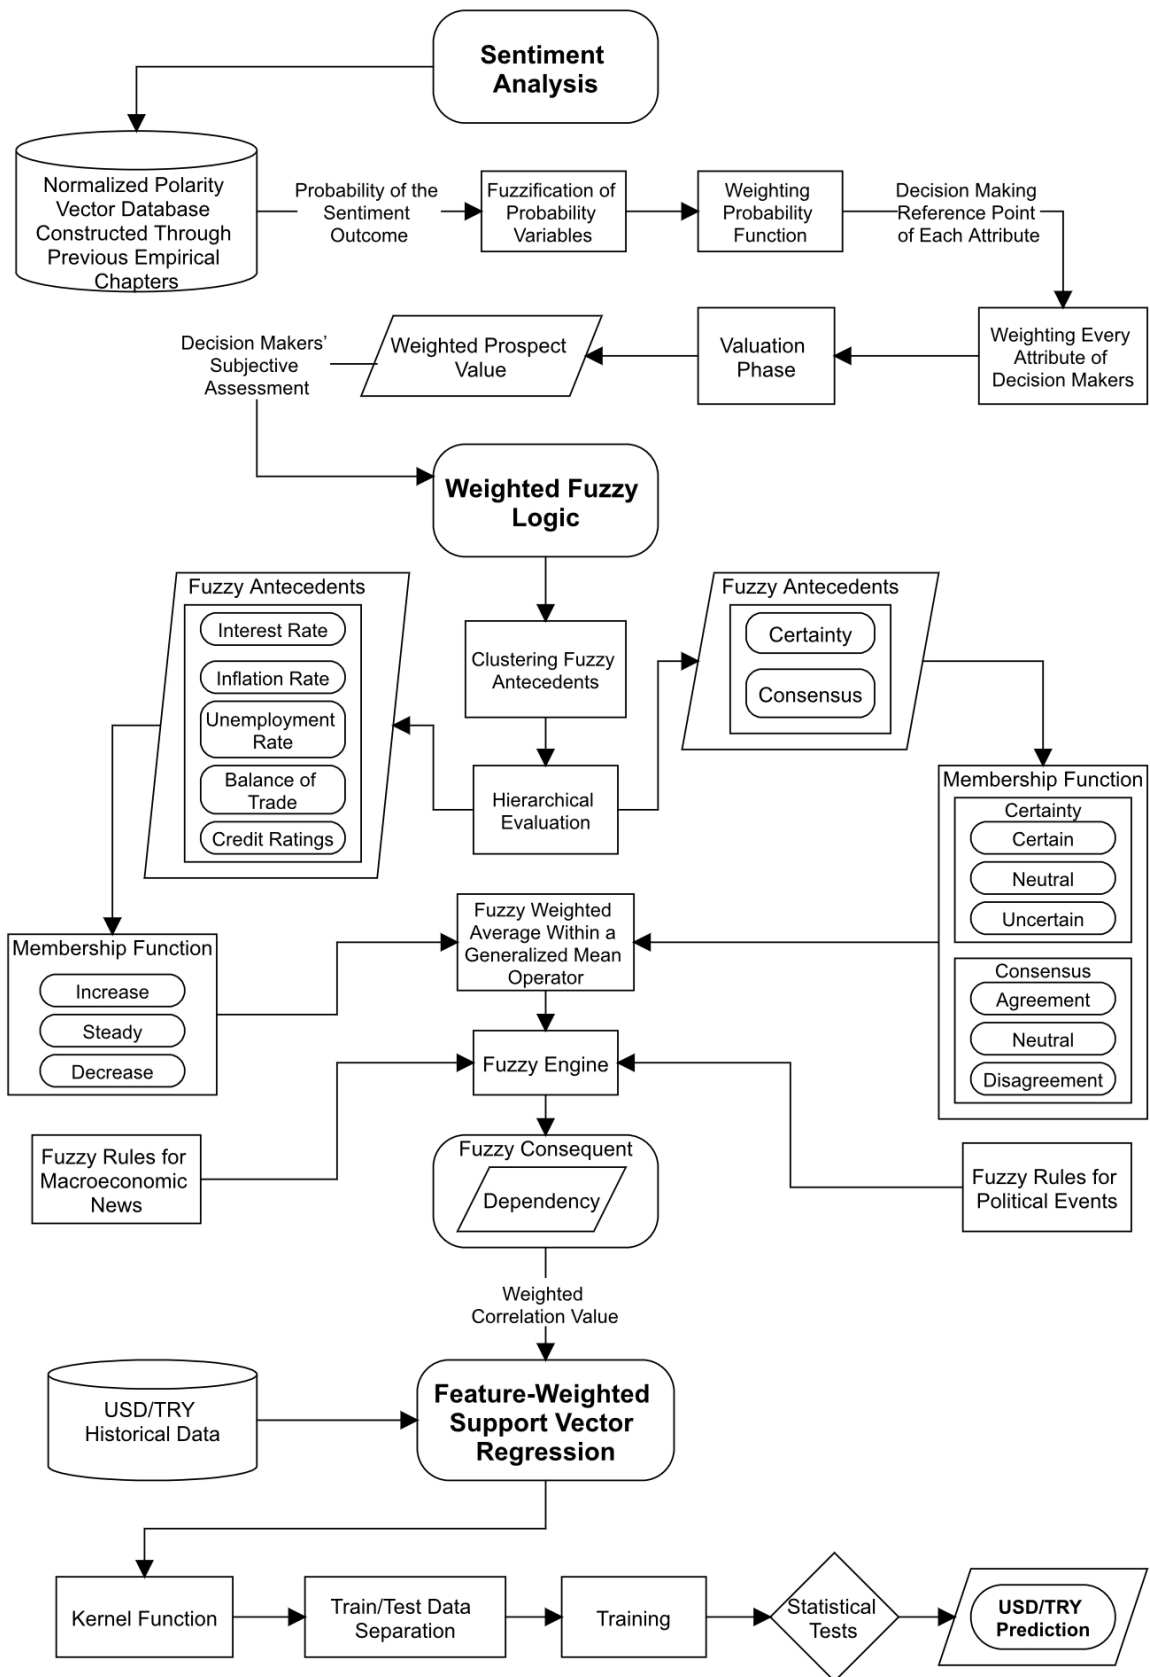 Sentiment
Analysis
Normalized Polarity
Vector Database
Constructed Through
Previous Empirical
Chapters
Probability of the
Sentiment
Outcome
Fuzzification of
Probability
Variables
Weighting
Probability
Function
Decision Making
Reference Point
of Each Attribute
Weighting Every
Attribute of
Decision Makers
Valuation
Phase
Weighted Prospect
Value
Decision Makers'
Subjective
Assessment
Weighted Fuzzy
Logic
Clustering Fuzzy
Antecedents
Hierarchical
Evaluation
Fuzzy Antecedents
Interest Rate
Inflation Rate
Unemployment
Rate
Balance of
Trade
Credit Ratings
Fuzzy Antecedents
Certainty
Consensus
Membership Function
Increase
Steady
Decrease
Membership Function
Certainty
Certain
Neutral
Uncertain
Consensus
Agreement
Neutral
Disagreement
Fuzzy Weighted
Average Within a
Generalized Mean
Operator
Fuzzy Engine
Fuzzy Rules for
Macroeconomic
News
Fuzzy Rules for
Political Events
Fuzzy Consequent
Dependency
Weighted
Correlation Value
USD/TRY
Historical Data
Feature-Weighted
Support Vector
Regression
Kernel Function
Train/Test Data
Separation
Training
Statistical
Tests
USD/TRY
Prediction